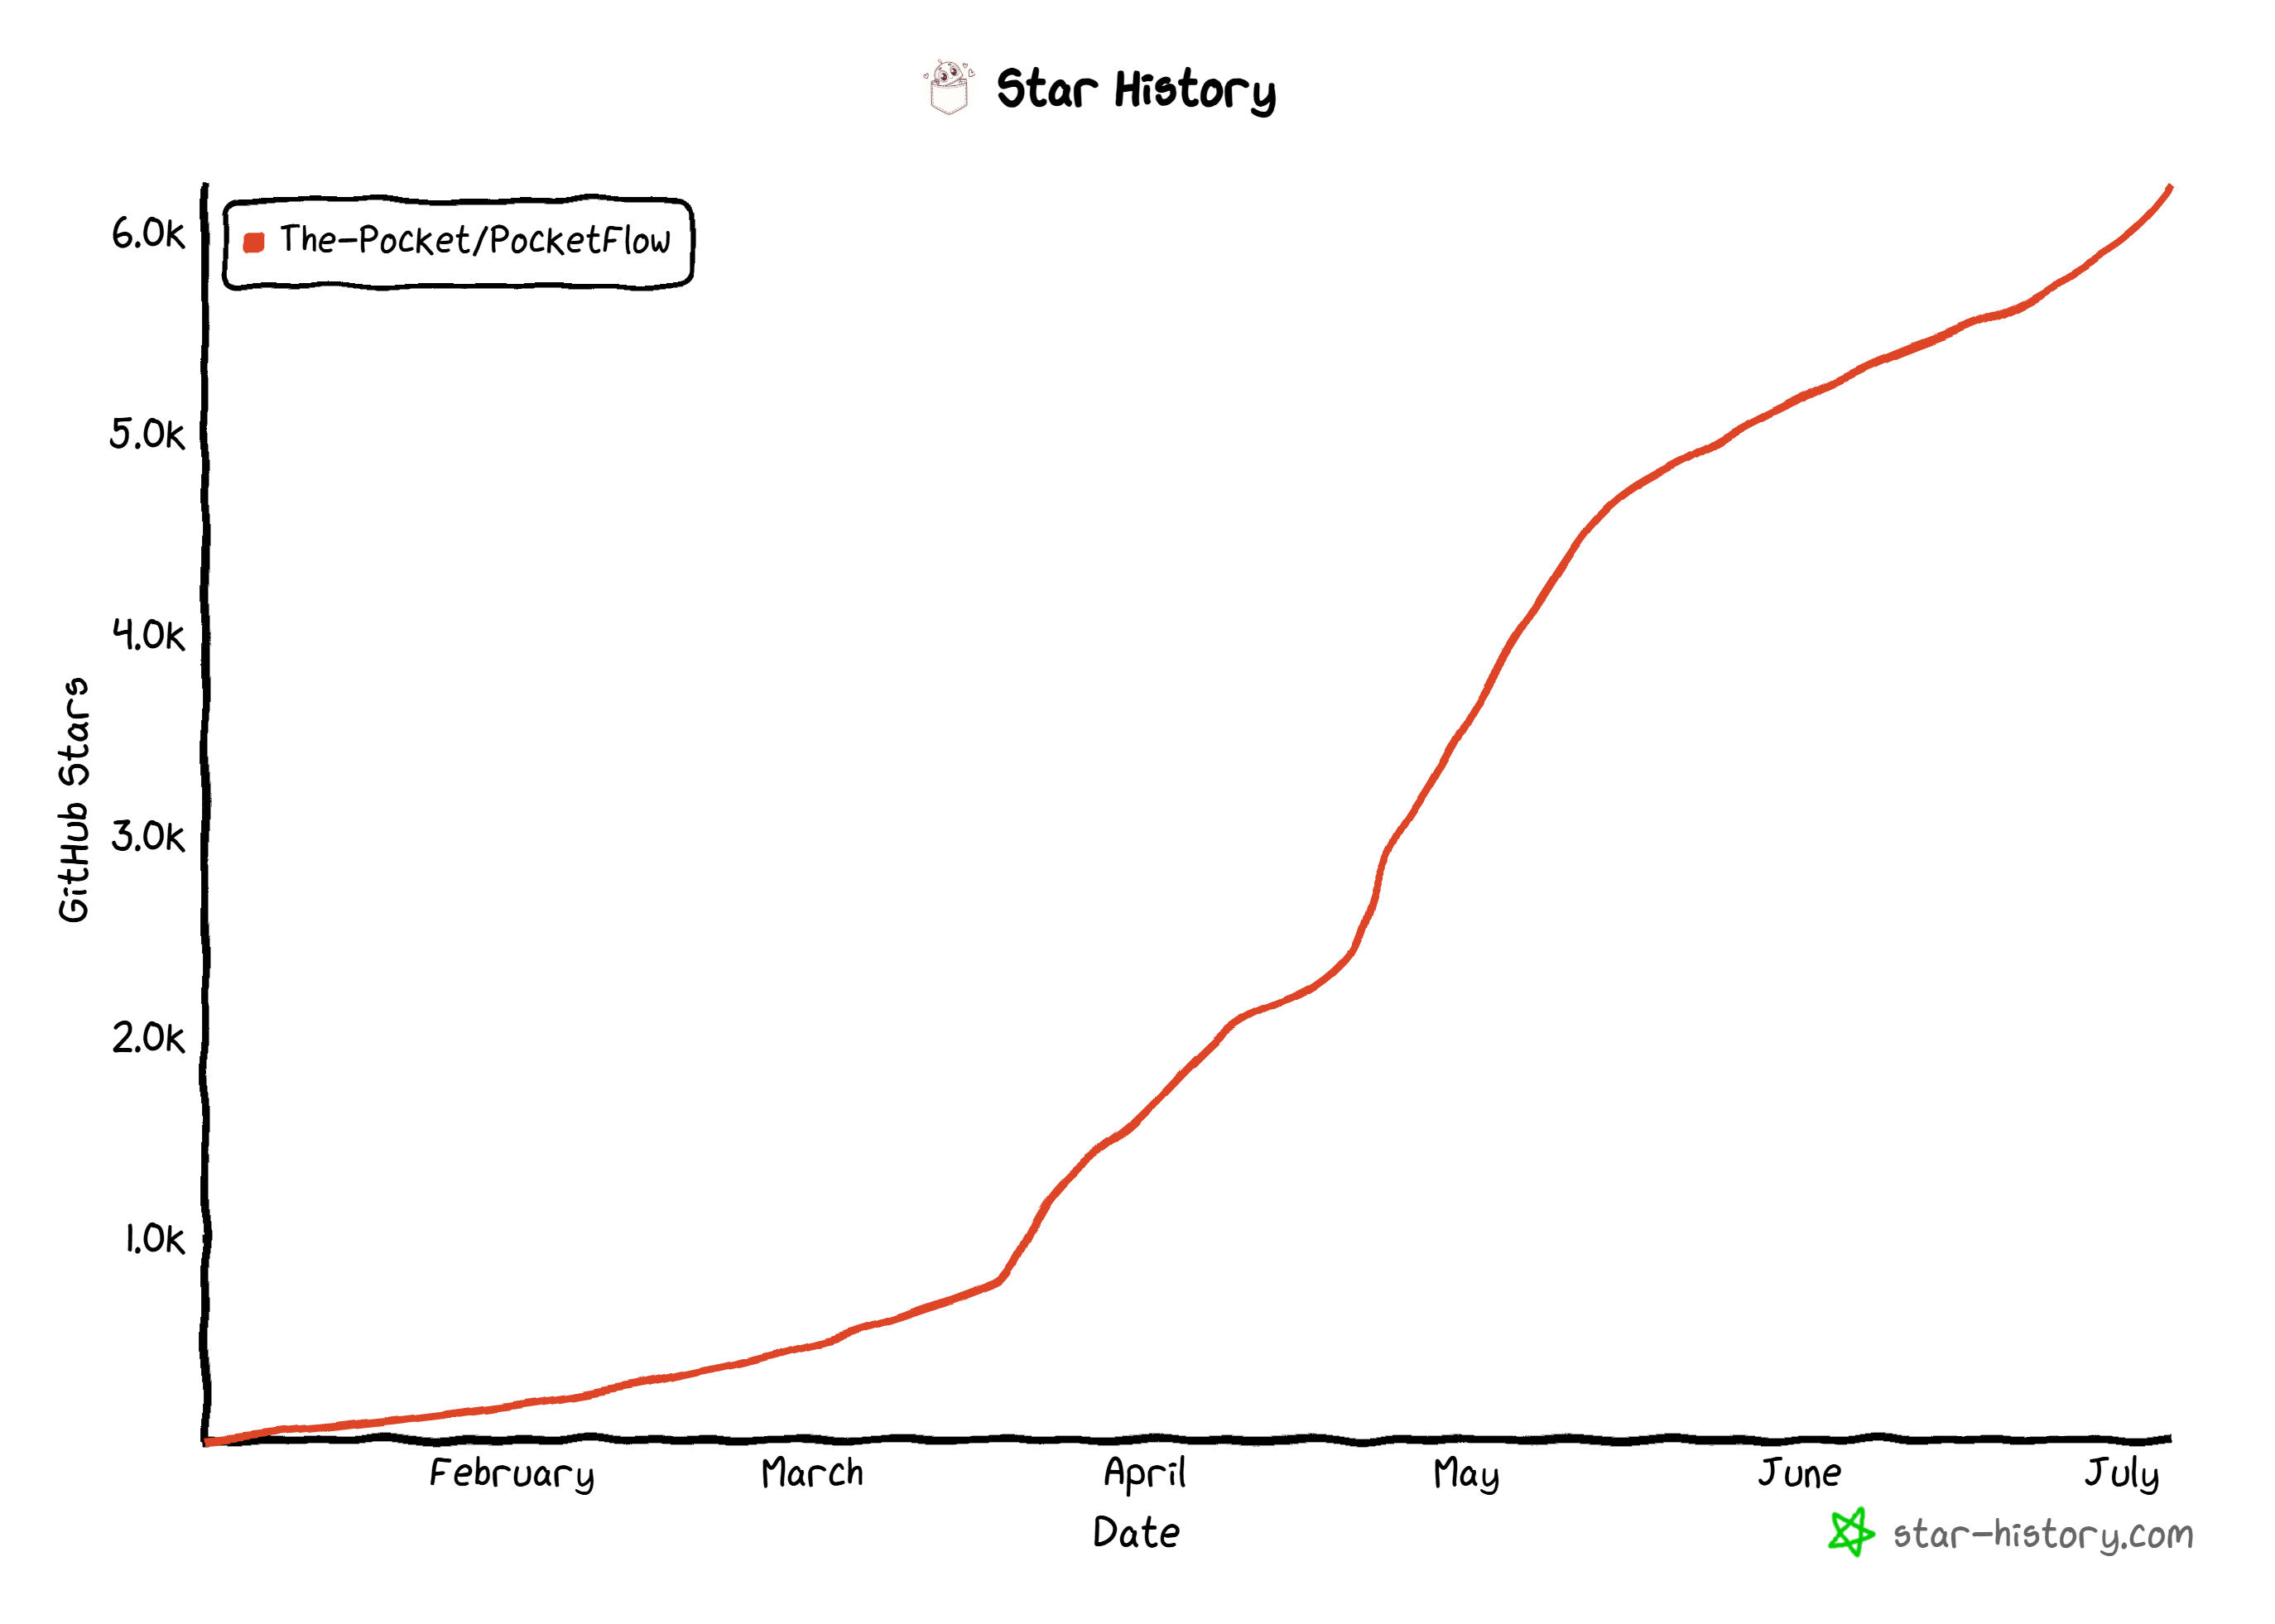 Star History
The-Pocket/PocketFlow
6.0K
5.0K
4.0K
3.0K
2.0K
1.0K
GitHub Stars
February March April May June July
Date
star-history.com